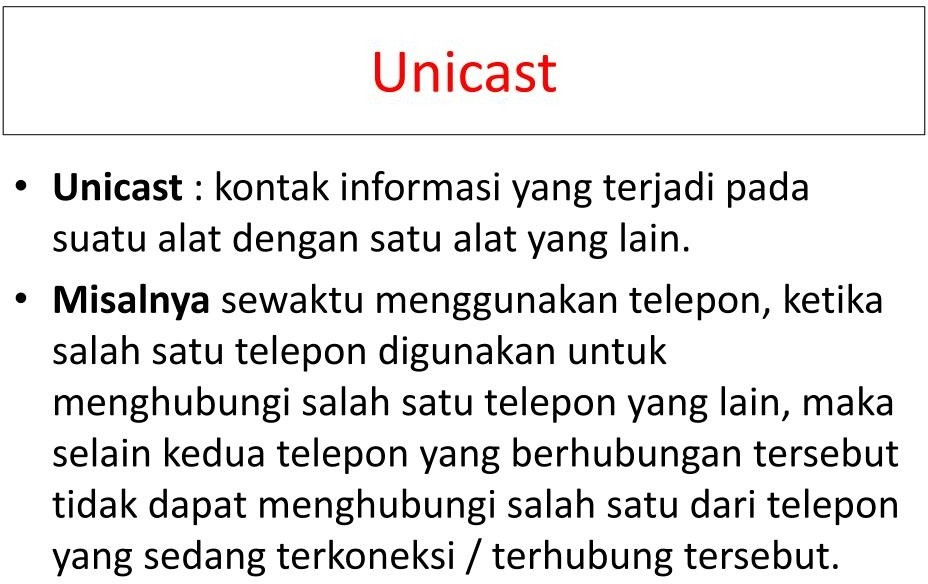 Unicast
• Unicast : kontak informasi yang terjadi pada
suatu alat dengan satu alat yang lain.
• Misalnya sewaktu menggunakan telepon, ketika
salah satu telepon digunakan untuk
menghubungi salah satu telepon yang lain, maka
selain kedua telepon yang berhubungan tersebut
tidak dapat menghubungi salah satu dari telepon
yang sedang terkoneksi / terhubung tersebut.